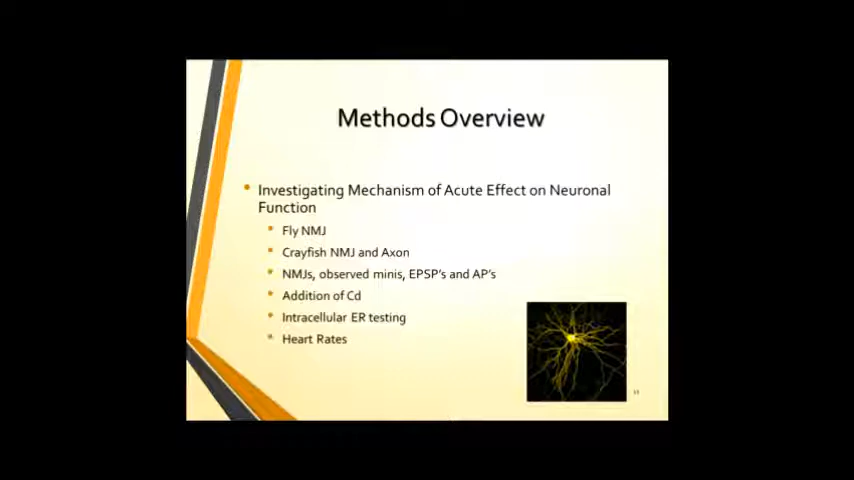 Methods Overview
Investigating Mechanism of Acute Effect on Neuronal
Function
Fly NMJ
Crayfish NMJ and Axon
NMJs, observed minis, EPSP's and AP's
Addition of Cd
Intracellular ER testing
Heart Rates